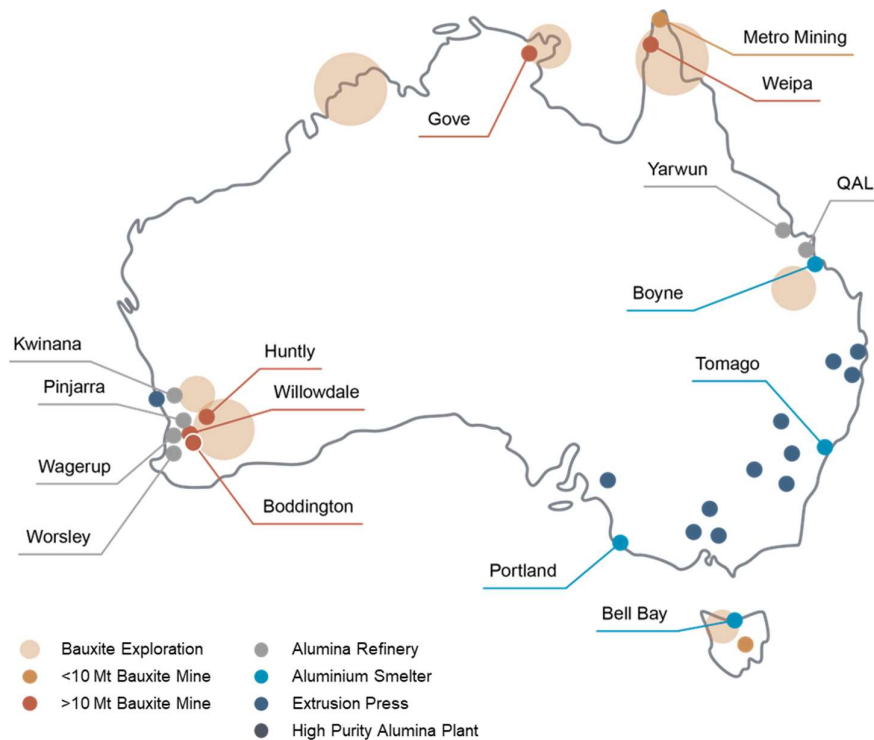 Metro Mining
Weipa
Gove
Yarwun
QAL
Boyne
Kwinana
Huntly
Tomago
Pinjarra
Willowdale
Wagerup
Boddington
Worsley
Portland
Bell Bay
Bauxite Exploration
<10 Mt Bauxite Mine
>10 Mt Bauxite Mine
Alumina Refinery
Aluminium Smelter
Extrusion Press
High Purity Alumina Plant